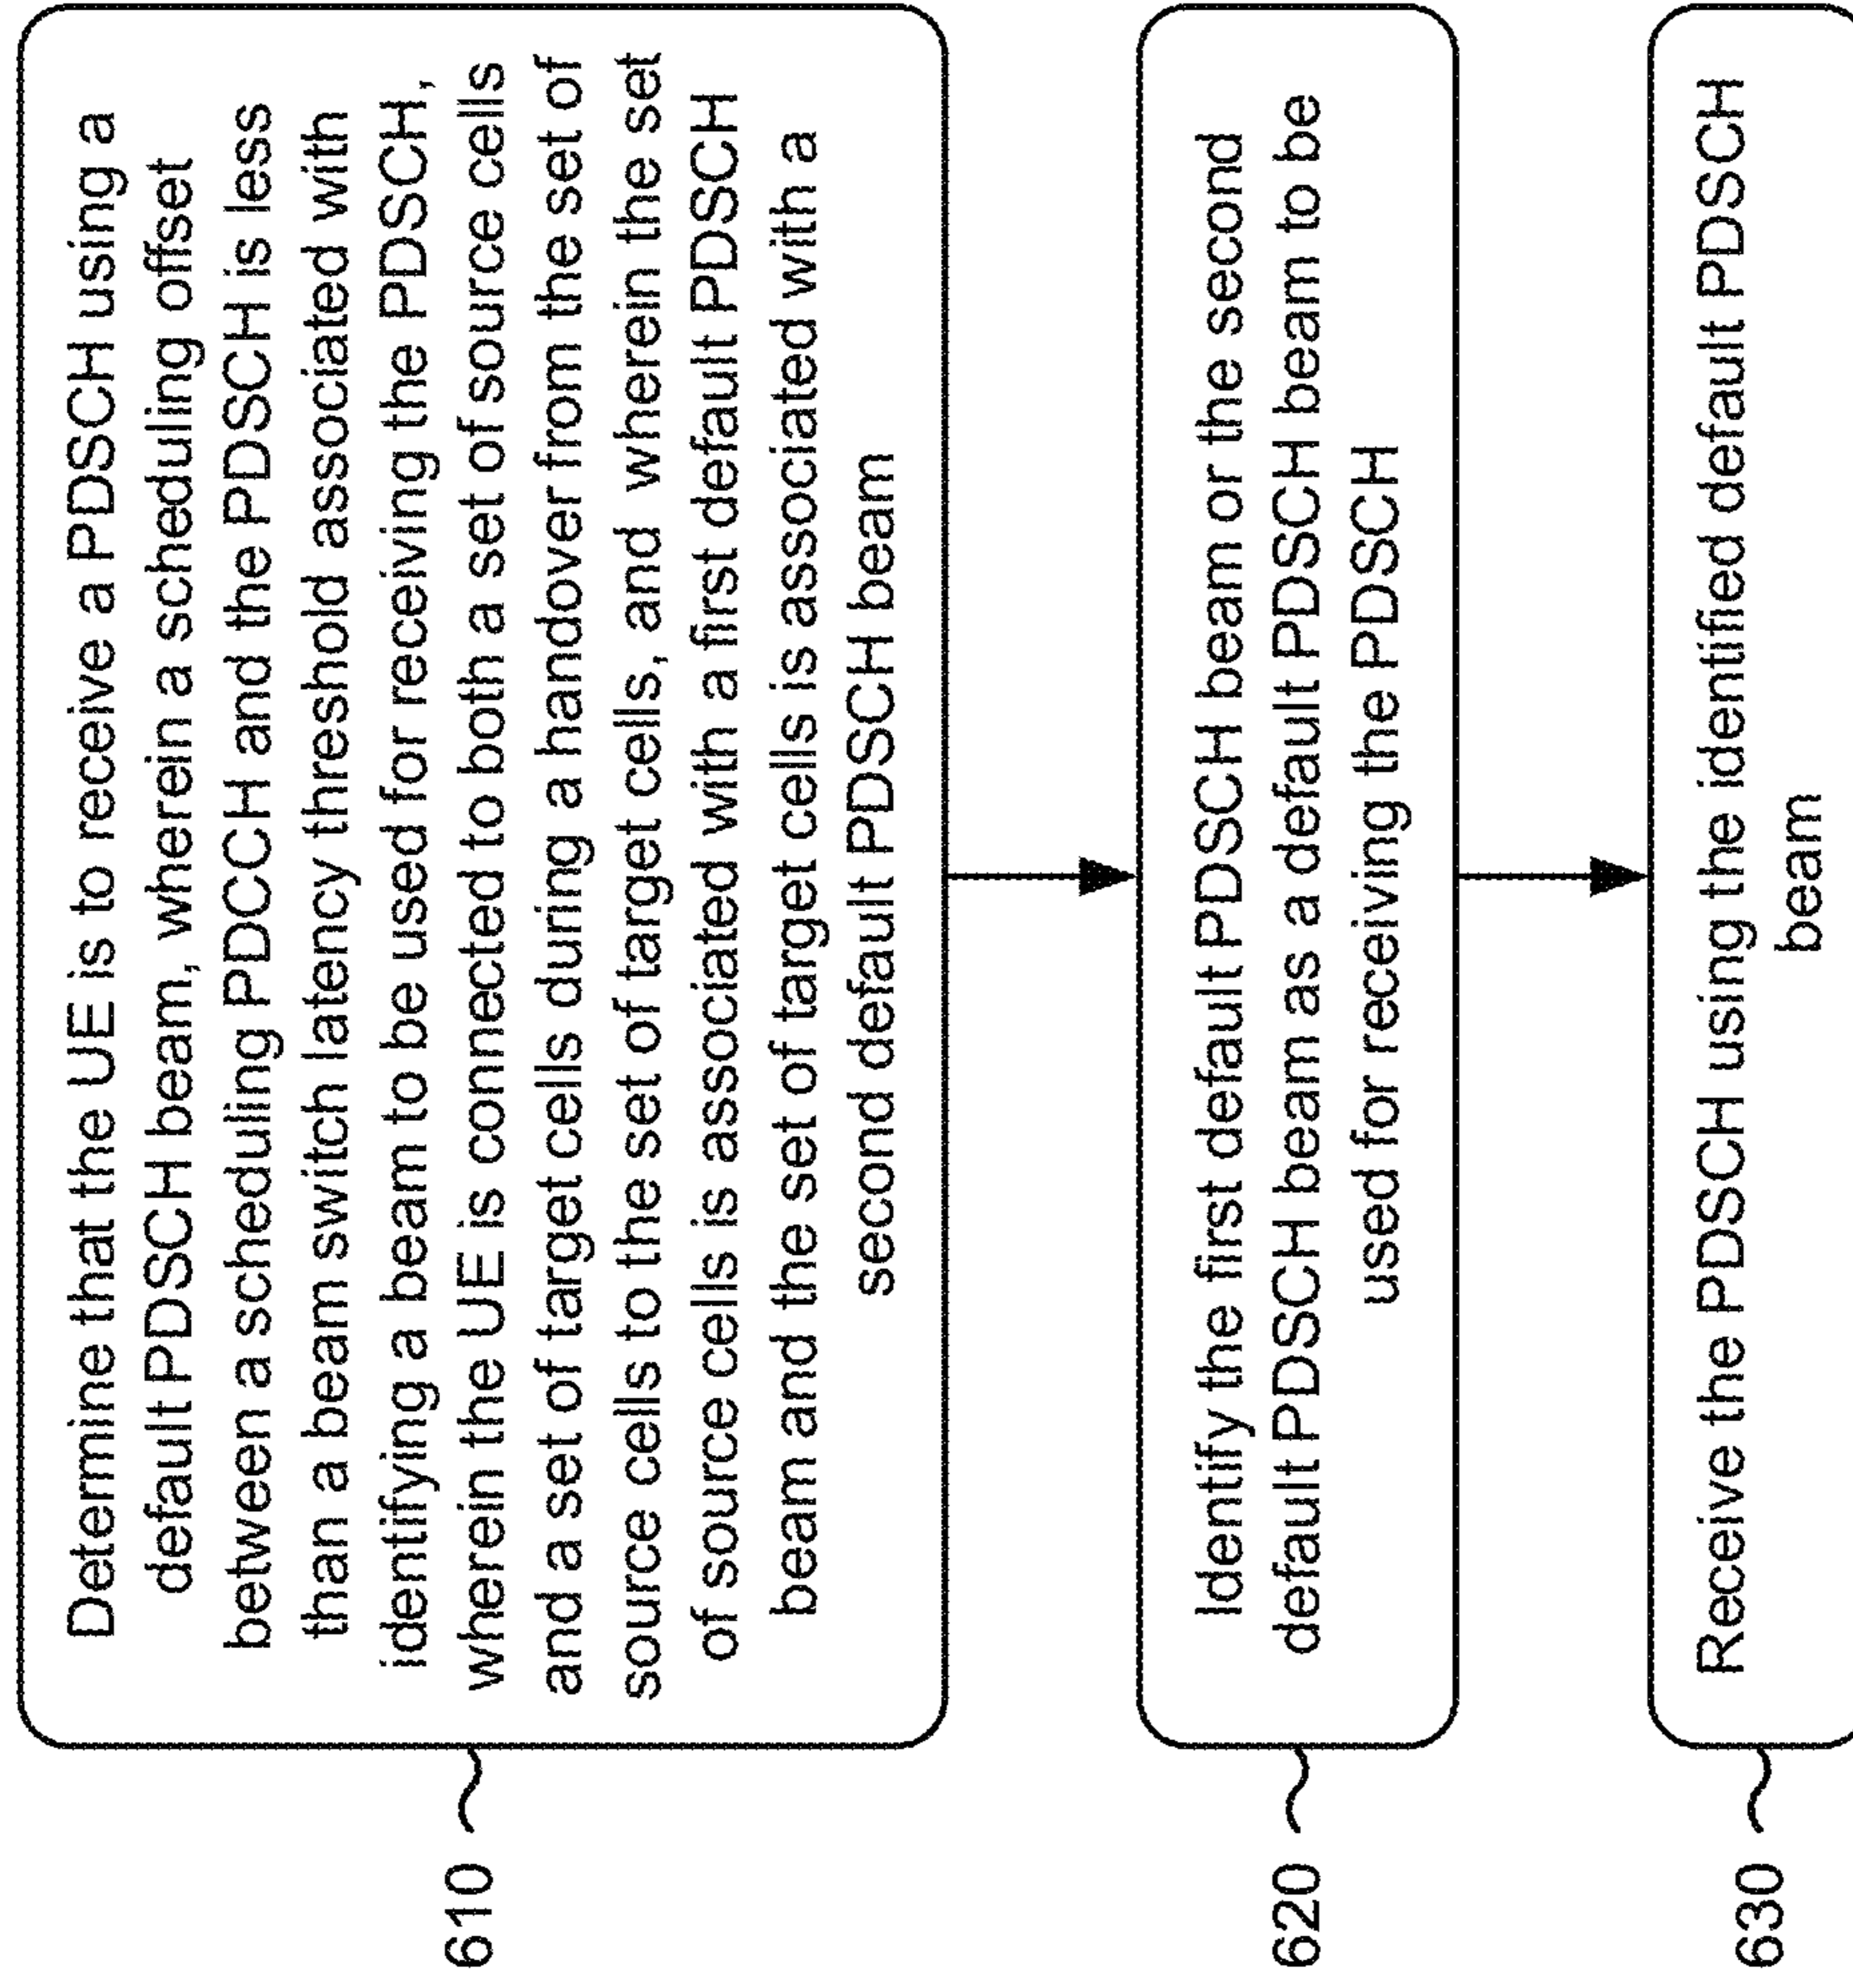 610
Determine that the UE is to receive a PDSCH using a
default PDSCH beam, wherein a scheduling offset
between a scheduling PDCCH and the PDSCH is less
than a beam switch latency threshold associated with
identifying a beam to be used for receiving the PDSCH,
wherein the UE is connected to both a set of source cells
and a set of target cells during a handover from the set of
source cells to the set of target cells, and wherein the set
of source cells is associated with a first default PDSCH
beam and the set of target cells is associated with a
second default PDSCH beam
620
Identify the first default PDSCH beam or the second
default PDSCH beam as a default PDSCH beam to be
used for receiving the PDSCH
630
Receive the PDSCH using the identified default PDSCH
beam